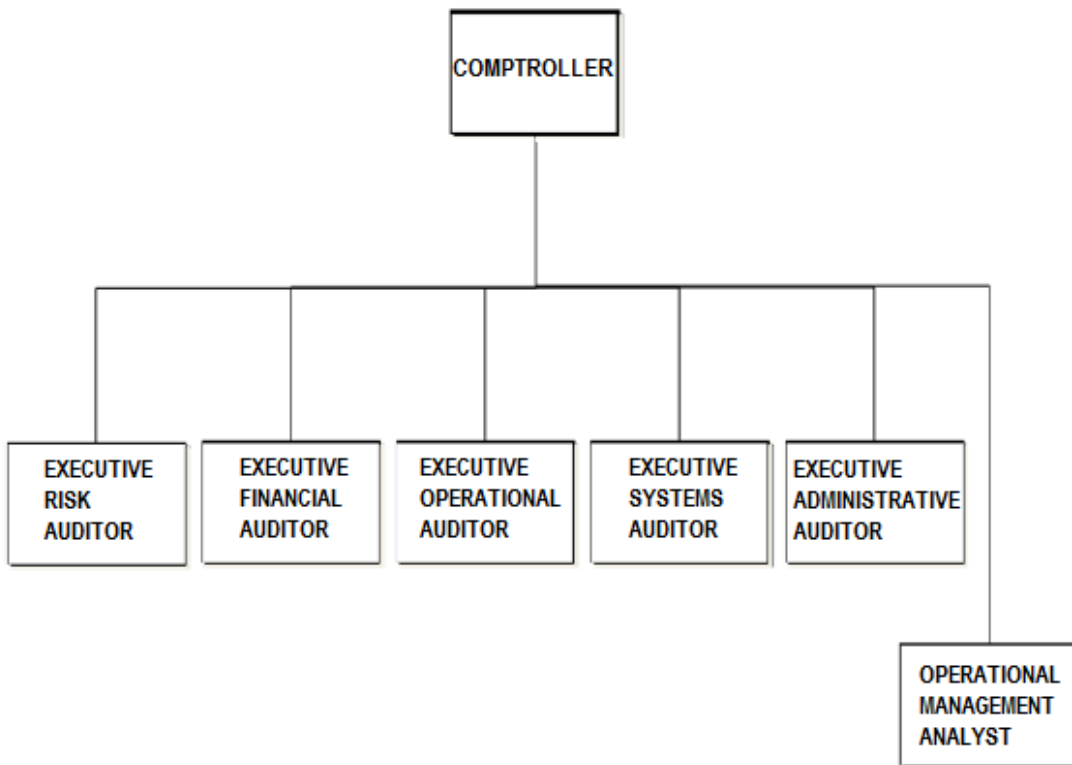 COMPTROLLER
EXECUTIVE
RISK
AUDITOR
EXECUTIVE
FINANCIAL
AUDITOR
EXECUTIVE
OPERATIONAL
AUDITOR
EXECUTIVE
SYSTEMS
AUDITOR
EXECUTIVE
ADMINISTRATIVE
AUDITOR
OPERATIONAL
MANAGEMENT
ANALYST